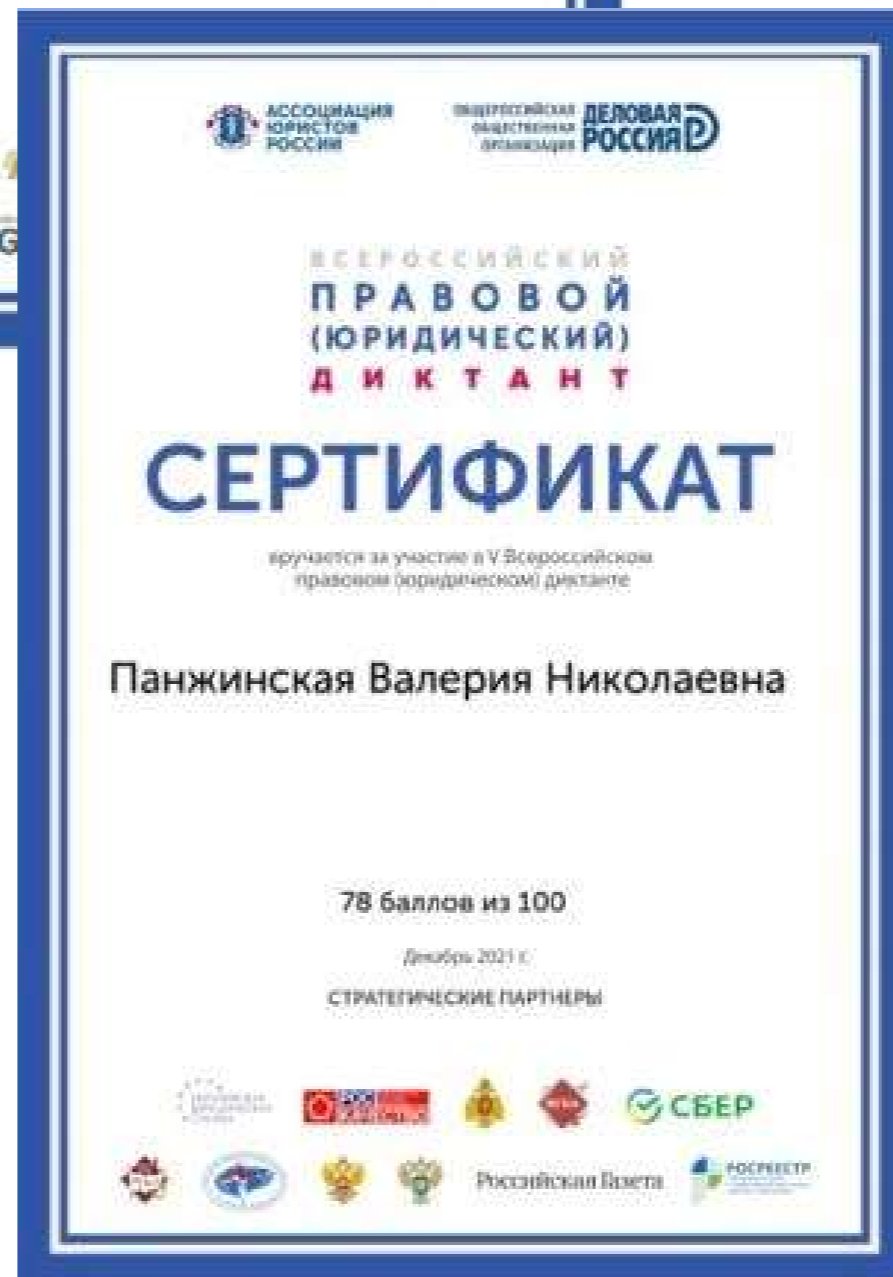 АССОЦИАЦИЯ
ЮРИСТОВ
РОССИИ
ОБЩЕРОССИЙСКАЯ
ОБЩЕСТВЕННАЯ
ОРГАНИЗАЦИЯ
ДЕЛОВАЯ
РОССИЯ
ВСЕРОССИЙСКИЙ
ПРАВОВОЙ
(ЮРИДИЧЕСКИЙ)
ДИКТАНТ
СЕРТИФИКАТ
вручается за участие в V Всероссийском
правовом (юридическом) диктанте
Панжинская Валерия Николаевна
78 баллов из 100
Декабрь 2021 г.
СТРАТЕГИЧЕСКИЕ ПАРТНЕРЫ
СБЕР
Российская Газета
РОСРЕЕСТР